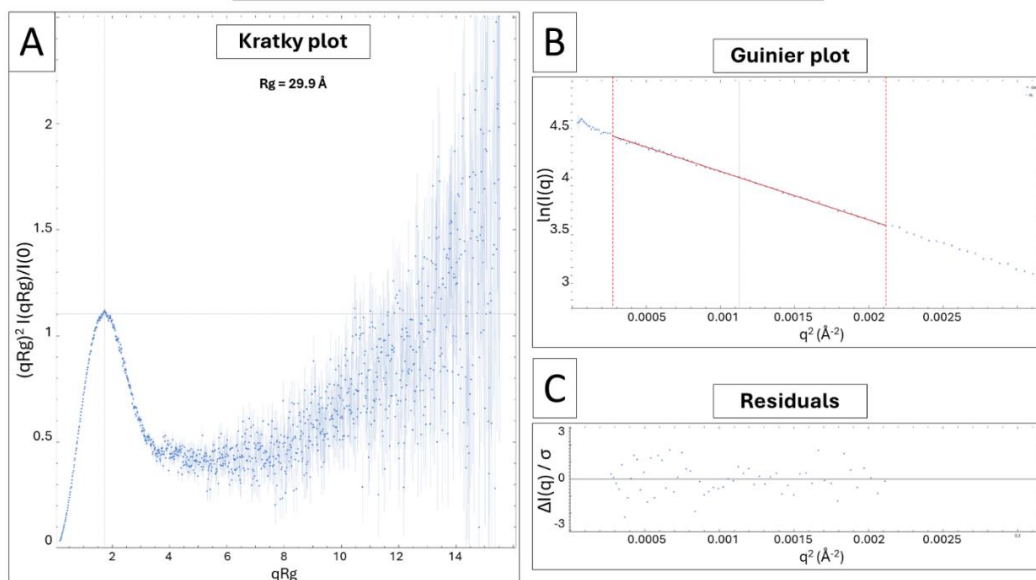 A
Kratky plot
Rg = 29.9 Å
(qRg)² I(qRg)/I(0)
2
1.5
1
0.5
0
2
4
6
8
10
12
14
qRg
B
Guinier plot
ln(I(q))
4.5
4
3.5
3
0.0005
0.001
0.0015
0.002
0.0025
q² (Å⁻²)
C
Residuals
ΔI(q) / σ
3
0
-3
0.0005
0.001
0.0015
0.002
0.0025
q² (Å⁻²)